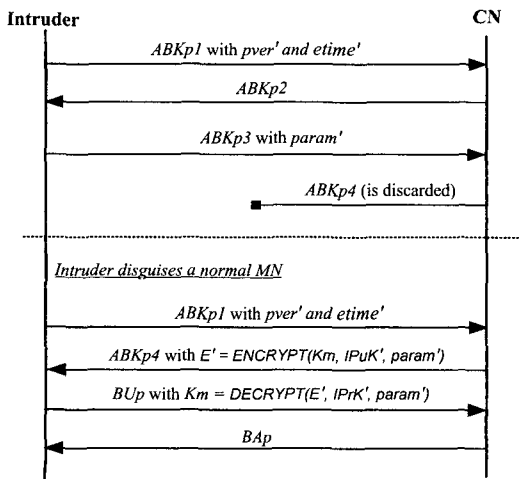 Intruder
CN
ABKp1 with pver' and etime'
ABKp2
ABKp3 with param'
ABKp4 (is discarded)
Intruder disguises a normal MN
ABKp1 with pver' and etime'
ABKp4 with E' = ENCRYPT(Km, IPuK', param')
BUp with Km = DECRYPT(E', IPrK', param')
BAp